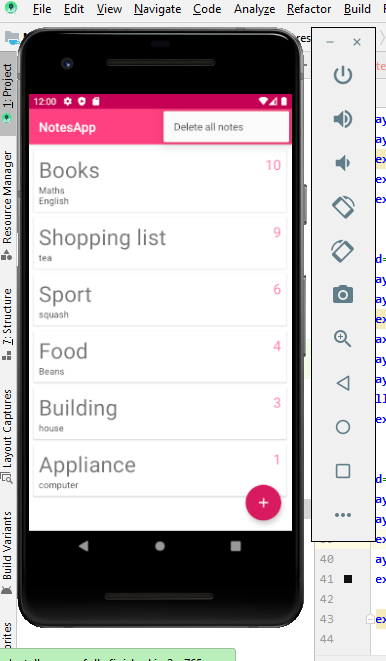 File Edit View Navigate Code Analyze Refactor Build
1: Project
Resource Manager
7: Structure
Layout Captures
Build Variants
12:00
NotesApp
Delete all notes
Books
10
Maths
English
Shopping list
9
tea
Sport
6
squash
Food
4
Beans
Building
3
house
Appliance
1
computer
+
40
41
42
43
44